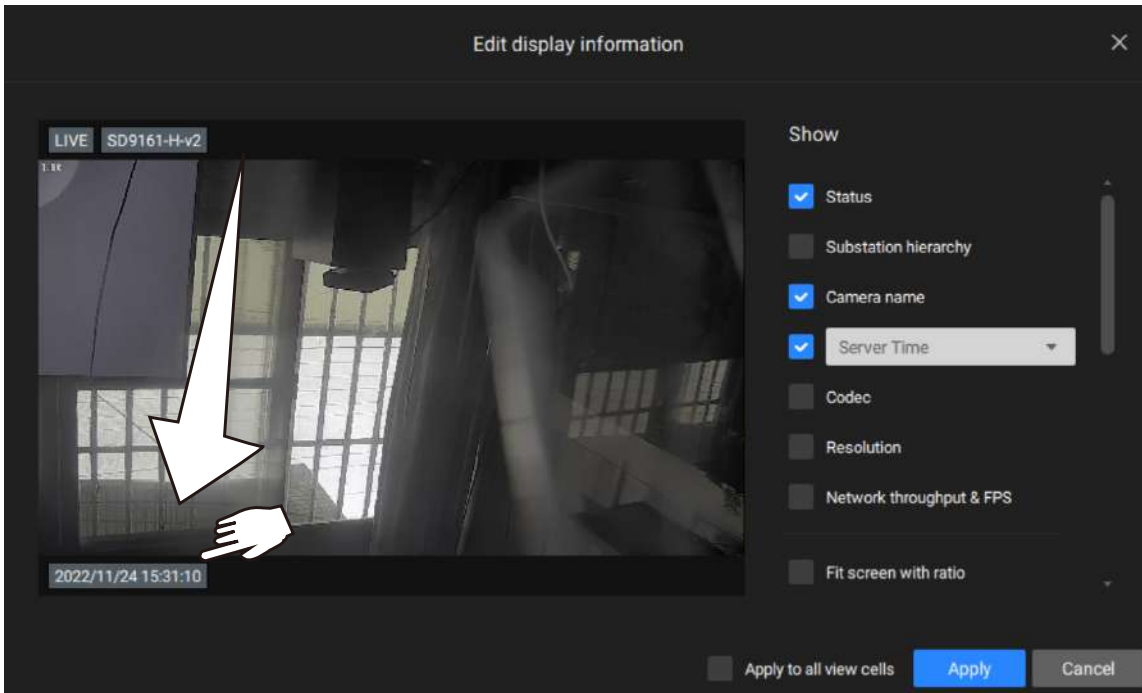 Edit display information
LIVE SD9161-H-v2
2022/11/24 15:31:10
Show
Status
Substation hierarchy
Camera name
Server Time
Codec
Resolution
Network throughput & FPS
Fit screen with ratio
Apply to all view cells
Apply
Cancel